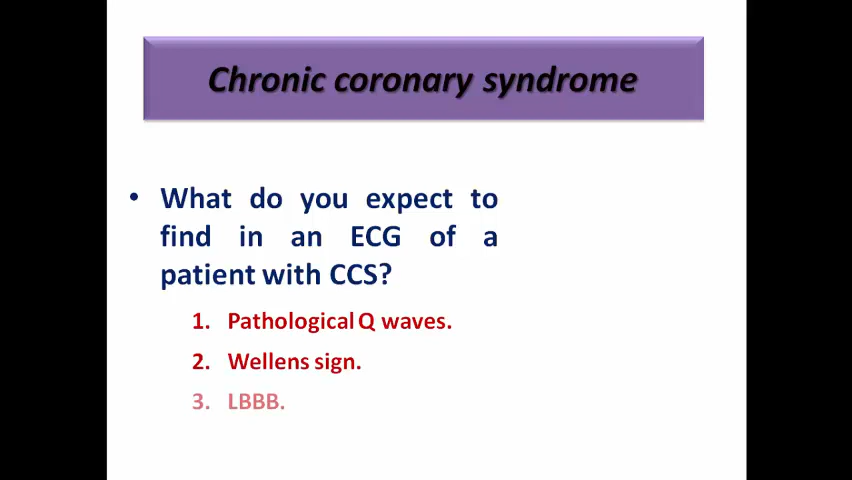 Chronic coronary syndrome
• What do you expect to
find in an ECG of a
patient with CCS?
1. Pathological Q waves.
2. Wellens sign.
3. LBBB.